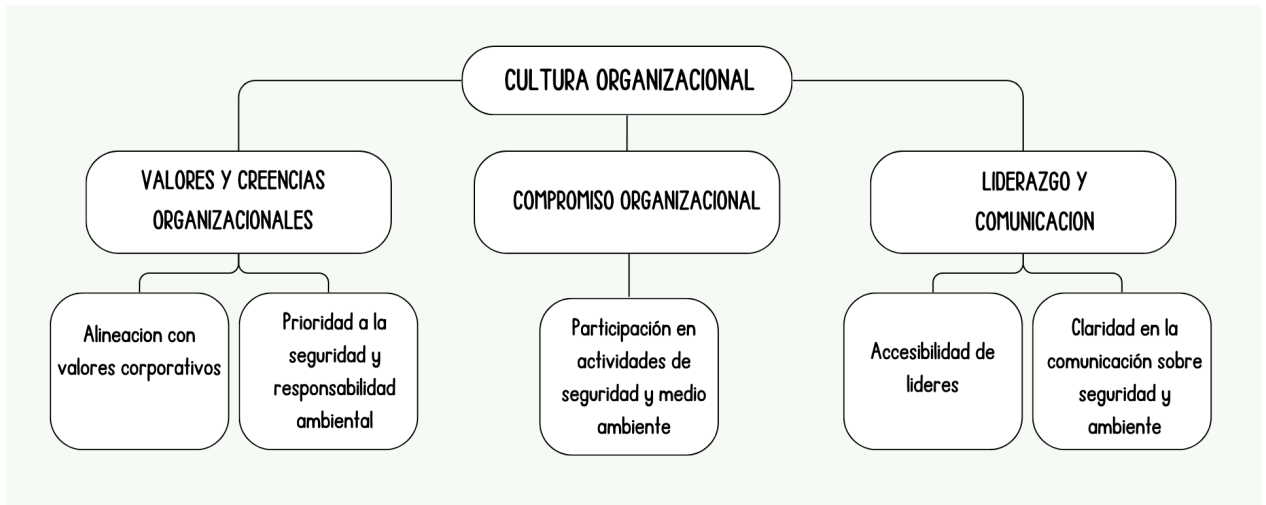 CULTURA ORGANIZACIONAL
VALORES Y CREENCIAS
ORGANIZACIONALES
COMPROMISO ORGANIZACIONAL
LIDERAZGO Y
COMUNICACION
Alineacion con
valores corporativos
Prioridad a la
seguridad y
responsabilidad
ambiental
Participación en
actividades de
seguridad y medio
ambiente
Accesibilidad de
lideres
Claridad en la
comunicación sobre
seguridad y
ambiente